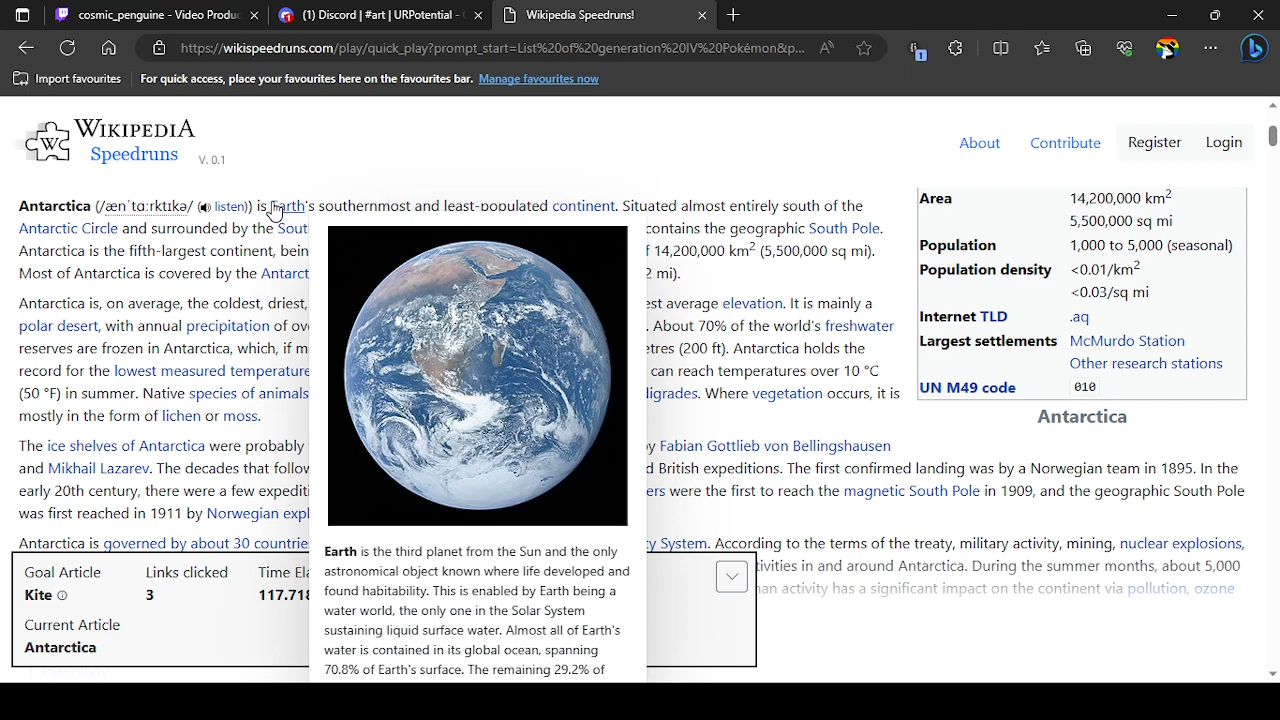 cosmic_penguine - Video Produc
(1) Discord | #art | URPotential -
Wikipedia Speedruns!
https://wikispeedruns.com/play/quick_play?prompt_start=List%20of%20generation%20IV%20Pokémon&p...
1
Import favourites
For quick access, place your favourites here on the favourites bar. Manage favourites now
WIKIPEDIA
Speedruns
V. 0.1
About
Contribute
Register
Login
Antarctica (/ænˈtɑːrktɪkə/ (listen)) is Earth's southernmost and least-populated continent. Situated almost entirely south of the
Antarctic Circle and surrounded by the Sout
contains the geographic South Pole.
Antarctica is the fifth-largest continent, bein
f 14,200,000 km2 (5,500,000 sq mi).
Most of Antarctica is covered by the Antarct
2 mi).
Antarctica is, on average, the coldest, driest,
est average elevation. It is mainly a
polar desert, with annual precipitation of ov
. About 70% of the world's freshwater
reserves are frozen in Antarctica, which, if m
etres (200 ft). Antarctica holds the
record for the lowest measured temperature
can reach temperatures over 10 °C
(50 °F) in summer. Native species of animals
ligrades. Where vegetation occurs, it is
mostly in the form of lichen or moss.
The ice shelves of Antarctica were probably
y Fabian Gottlieb von Bellingshausen
and Mikhail Lazarev. The decades that follow
d British expeditions. The first confirmed landing was by a Norwegian team in 1895. In the
early 20th century, there were a few expediti
ers were the first to reach the magnetic South Pole in 1909, and the geographic South Pole
was first reached in 1911 by Norwegian expl
Antarctica is governed by about 30 countrie
y System. According to the terms of the treaty, military activity, mining, nuclear explosions,
tivities in and around Antarctica. During the summer months, about 5,000
an activity has a significant impact on the continent via pollution, ozone
Area 14,200,000 km2
5,500,000 sq mi
Population 1,000 to 5,000 (seasonal)
Population density <0.01/km2
<0.03/sq mi
Internet TLD .aq
Largest settlements McMurdo Station
Other research stations
UN M49 code 010
Antarctica
Earth is the third planet from the Sun and the only
astronomical object known where life developed and
found habitability. This is enabled by Earth being a
water world, the only one in the Solar System
sustaining liquid surface water. Almost all of Earth's
water is contained in its global ocean, spanning
70.8% of Earth's surface. The remaining 29.2% of
Goal Article
Kite
Links clicked
3
Time Ela
117.718
Current Article
Antarctica